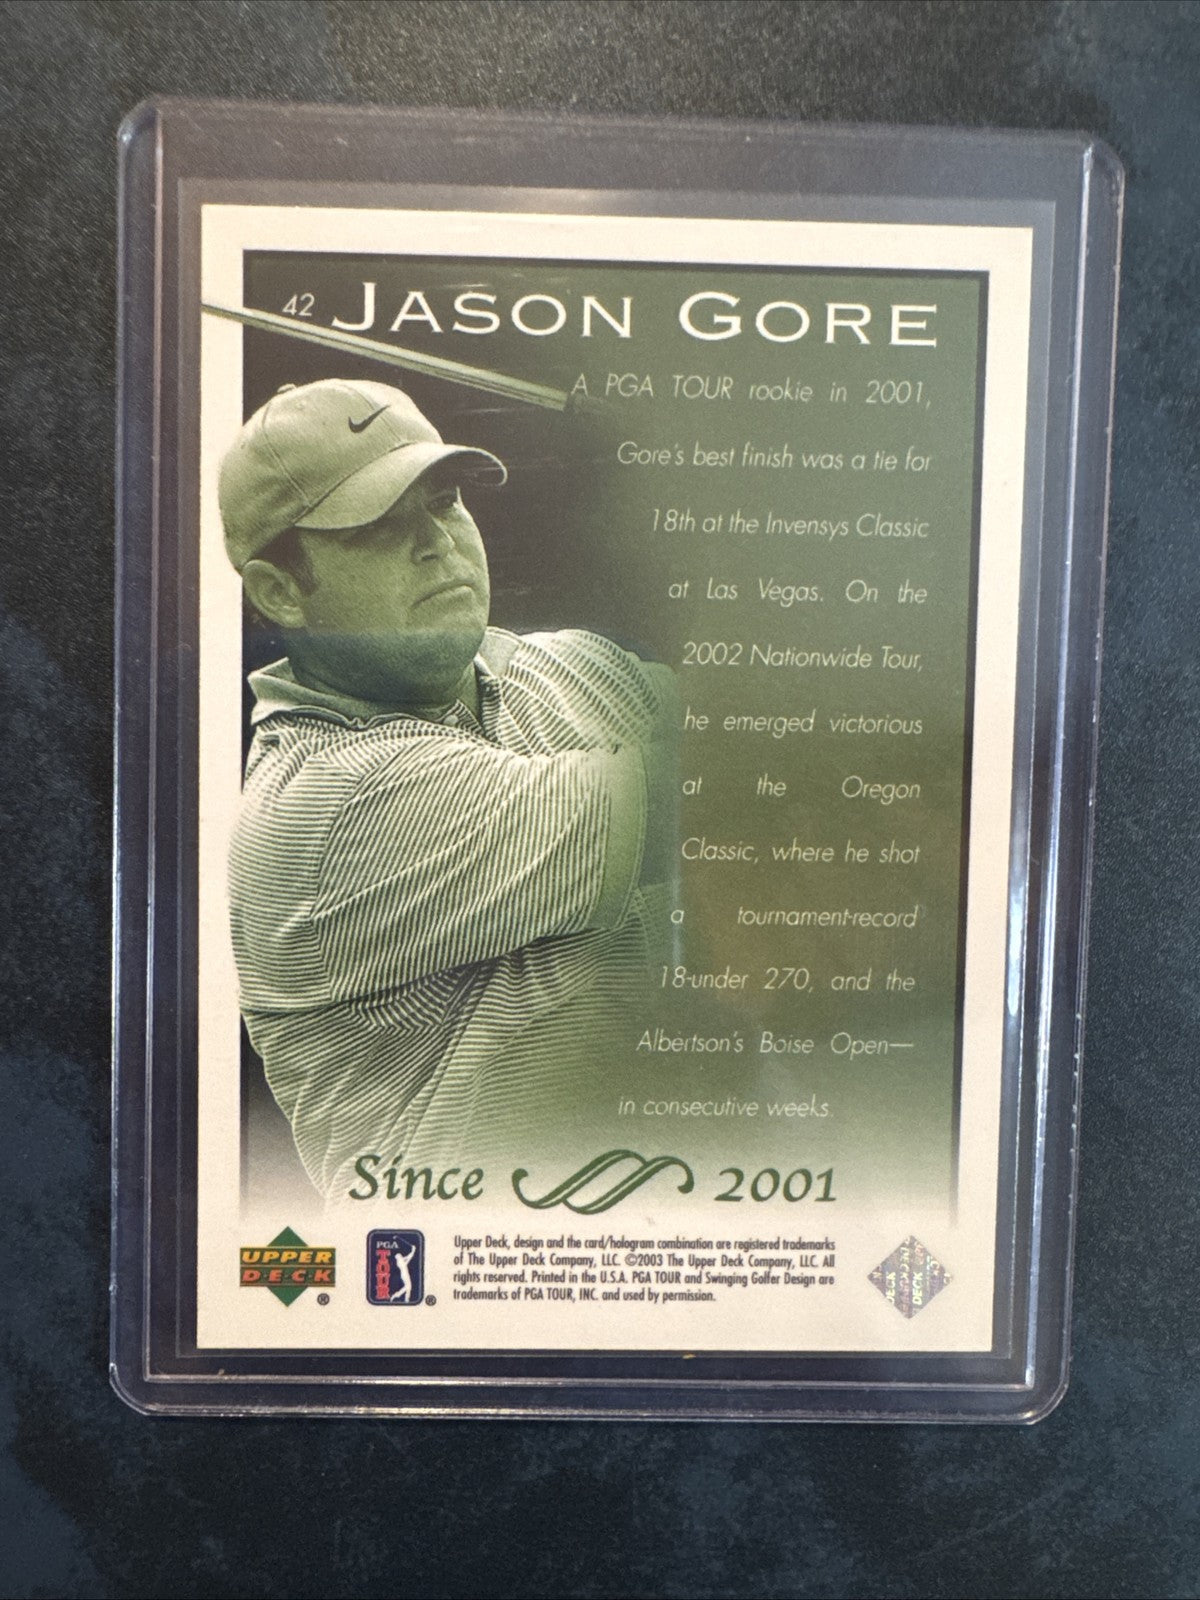 42 JASON GORE
A PGA TOUR rookie in 2001,
Gore's best finish was a tie for
18th at the Invensys Classic
at Las Vegas. On the
2002 Nationwide Tour,
he emerged victorious
at the Oregon
Classic, where he shot
a tournament-record
18-under 270, and the
Albertson's Boise Open—
in consecutive weeks.
Since 2001
UPPER
DECK
®
PGA
TOUR
®
Upper Deck, design and the card/hologram combination are registered trademarks
of The Upper Deck Company, LLC. ©2003 The Upper Deck Company, LLC. All
rights reserved. Printed in the U.S.A. PGA TOUR and Swinging Golfer Design are
trademarks of PGA TOUR, INC. and used by permission.
DECK
DECK